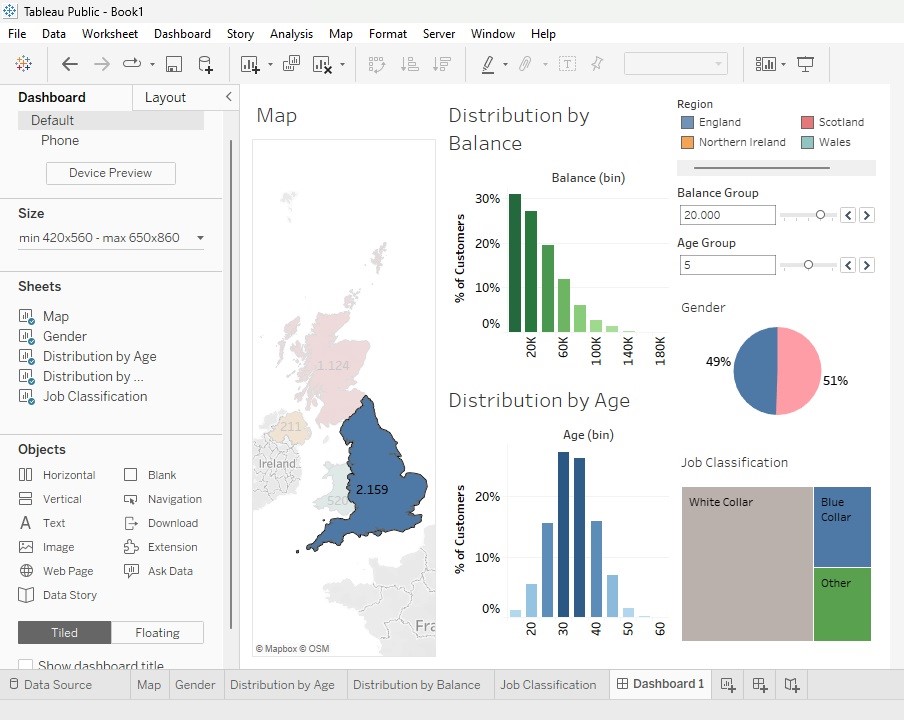 Tableau Public - Book1
File Data Worksheet Dashboard Story Analysis Map Format Server Window Help
Dashboard Layout
Default
Phone
Device Preview
Size
min 420x560 - max 650x860
Sheets
Map
Gender
Distribution by Age
Distribution by ...
Job Classification
Objects
Horizontal Blank
Vertical Navigation
Text Download
Image Extension
Web Page Ask Data
Data Story
Tiled Floating
Show dashboard title
Map
1.124
211
Ireland
520
2.159
Fra
© Mapbox © OSM
Distribution by
Balance
Balance (bin)
% of Customers
30%
20%
10%
0%
20K 60K 100K 140K 180K
Distribution by Age
Age (bin)
% of Customers
20%
10%
0%
20 30 40 50 60
Region
England Scotland
Northern Ireland Wales
Balance Group
20.000
Age Group
5
Gender
49%
51%
Job Classification
White Collar
Blue
Collar
Other
Data Source Map Gender Distribution by Age Distribution by Balance Job Classification Dashboard 1